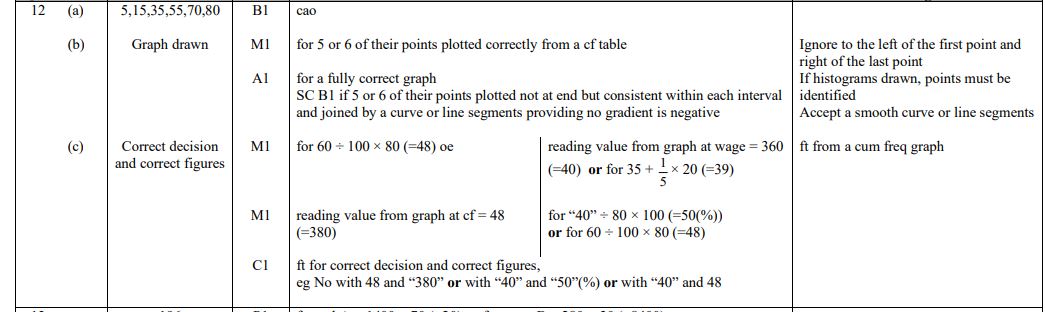 12 (a) 5,15,35,55,70,80 B1 cao
(b) Graph drawn M1 for 5 or 6 of their points plotted correctly from a cf table Ignore to the left of the first point and
right of the last point
A1 for a fully correct graph If histograms drawn, points must be
SC B1 if 5 or 6 of their points plotted not at end but consistent within each interval identified
and joined by a curve or line segments providing no gradient is negative Accept a smooth curve or line segments
(c) Correct decision M1 for 60 ÷ 100 × 80 (=48) oe reading value from graph at wage = 360 ft from a cum freq graph
and correct figures (=40) or for 35 + 1/5 × 20 (=39)
M1 reading value from graph at cf = 48 for “40” ÷ 80 × 100 (=50(%))
(=380) or for 60 ÷ 100 × 80 (=48)
C1 ft for correct decision and correct figures,
eg No with 48 and “380” or with “40” and “50”(%) or with “40” and 48